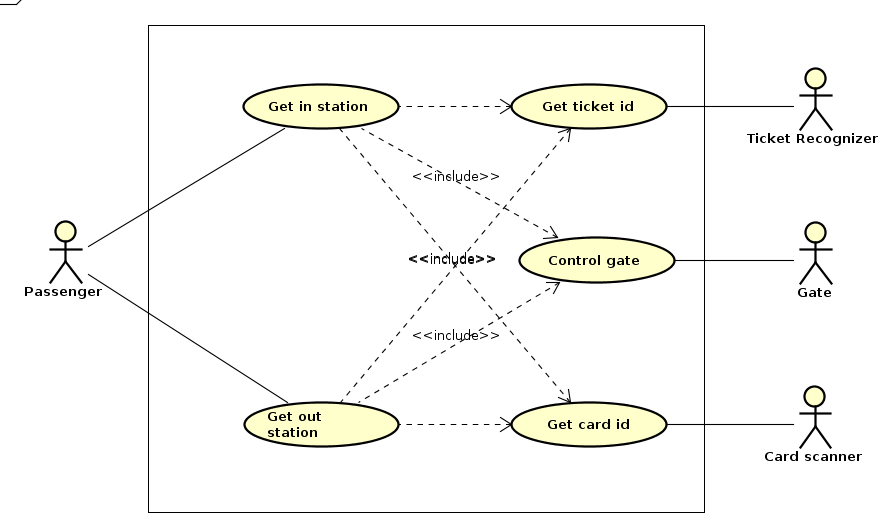 Get in station
Get ticket id
Ticket Recognizer
<<include>>
Passenger
<<include>>
<<include>>
Control gate
Gate
<<include>>
Get out
station
Get card id
Card scanner